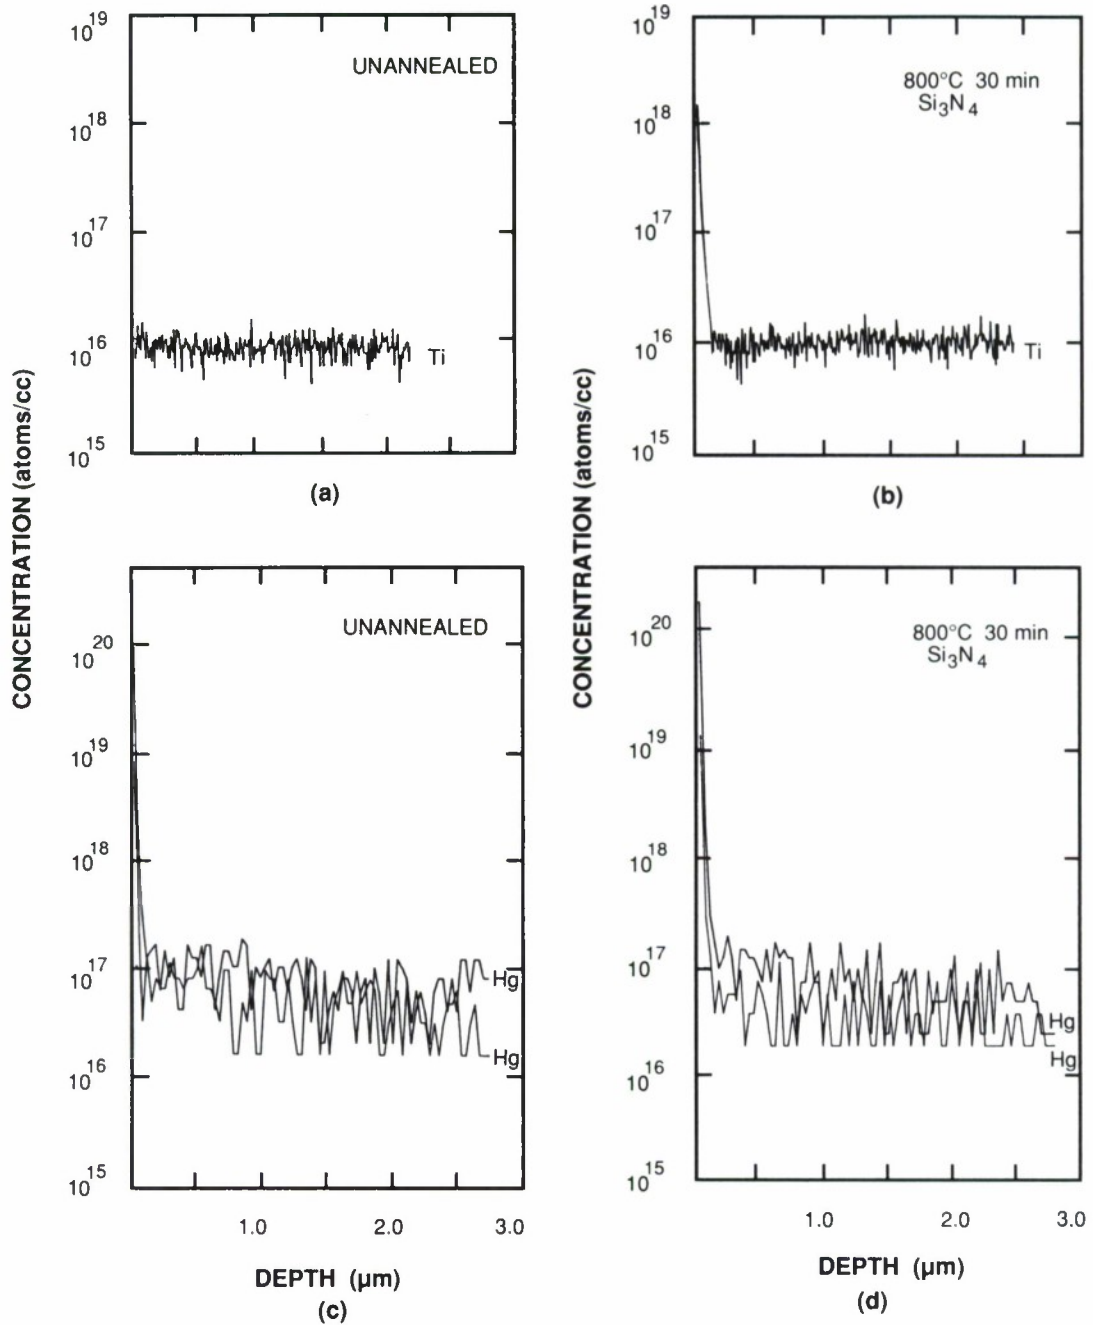 CONCENTRATION (atoms/cc)
10^19
10^18
10^17
10^16
10^15
UNANNEALED
Ti
(a)
CONCENTRATION (atoms/cc)
10^19
10^18
10^17
10^16
10^15
800°C 30 min
Si₃N₄
Ti
(b)
10^20
10^19
10^18
10^17
10^16
10^15
UNANNEALED
Hg
Hg
1.0 2.0 3.0
DEPTH (µm)
(c)
10^20
10^19
10^18
10^17
10^16
10^15
800°C 30 min
Si₃N₄
Hg
Hg
1.0 2.0 3.0
DEPTH (µm)
(d)